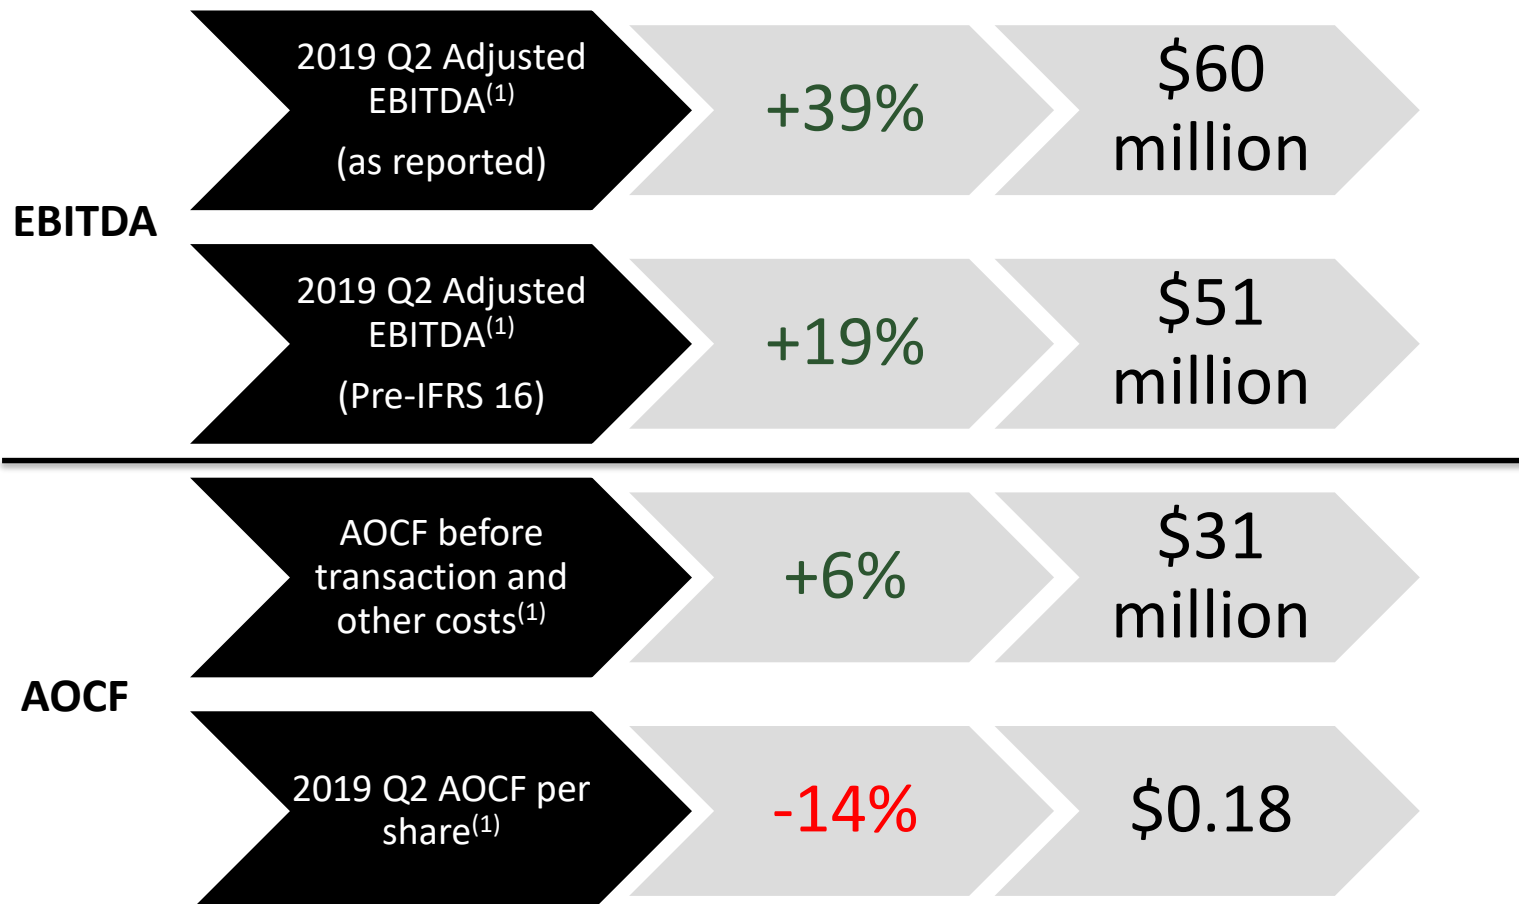 EBITDA
2019 Q2 Adjusted
EBITDA(1)
(as reported)
+39%
$60
million
2019 Q2 Adjusted
EBITDA(1)
(Pre-IFRS 16)
+19%
$51
million
AOCF
AOCF before
transaction and
other costs(1)
+6%
$31
million
2019 Q2 AOCF per
share(1)
-14%
$0.18